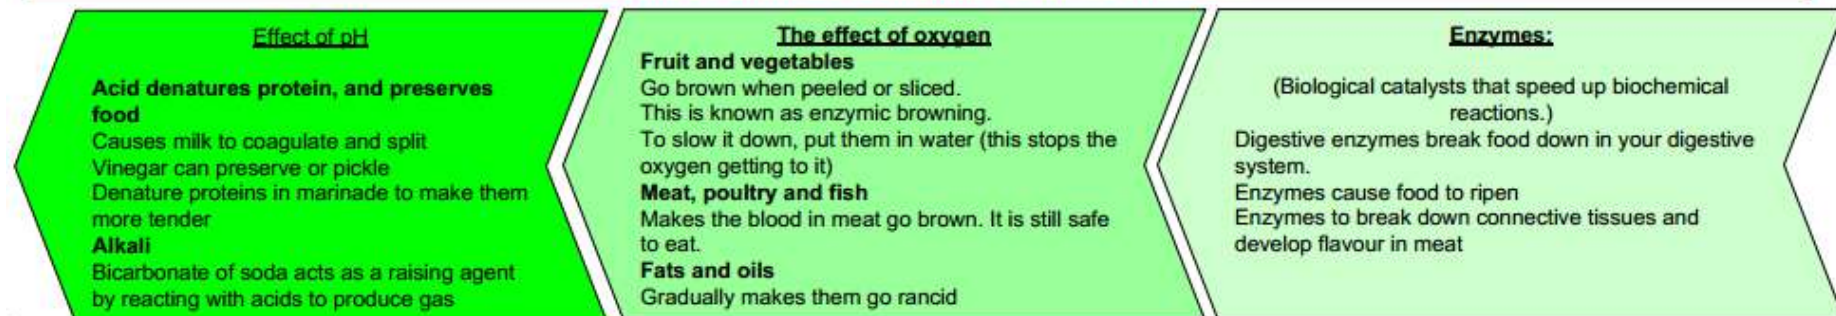 Effect of pH
Acid denatures protein, and preserves
food
Causes milk to coagulate and split
Vinegar can preserve or pickle
Denature proteins in marinade to make them
more tender
Alkali
Bicarbonate of soda acts as a raising agent
by reacting with acids to produce gas
The effect of oxygen
Fruit and vegetables
Go brown when peeled or sliced.
This is known as enzymic browning.
To slow it down, put them in water (this stops the
oxygen getting to it)
Meat, poultry and fish
Makes the blood in meat go brown. It is still safe
to eat.
Fats and oils
Gradually makes them go rancid
Enzymes:
(Biological catalysts that speed up biochemical
reactions.)
Digestive enzymes break food down in your digestive
system.
Enzymes cause food to ripen
Enzymes to break down connective tissues and
develop flavour in meat